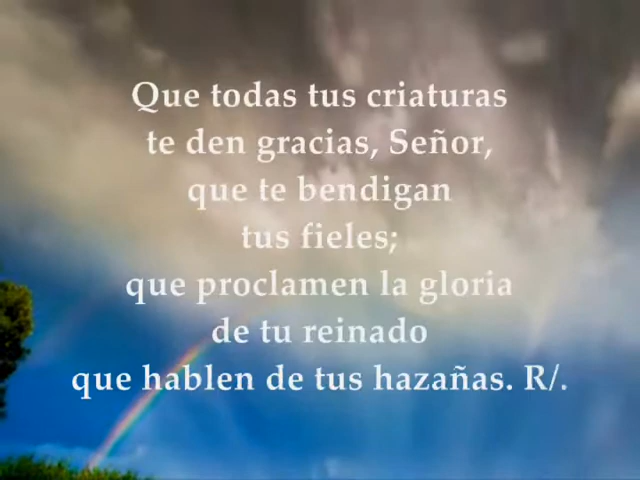 Que todas tus criaturas
te den gracias, Señor,
que te bendigan
tus fieles;
que proclamen la gloria
de tu reinado
que hablen de tus hazañas. R/.